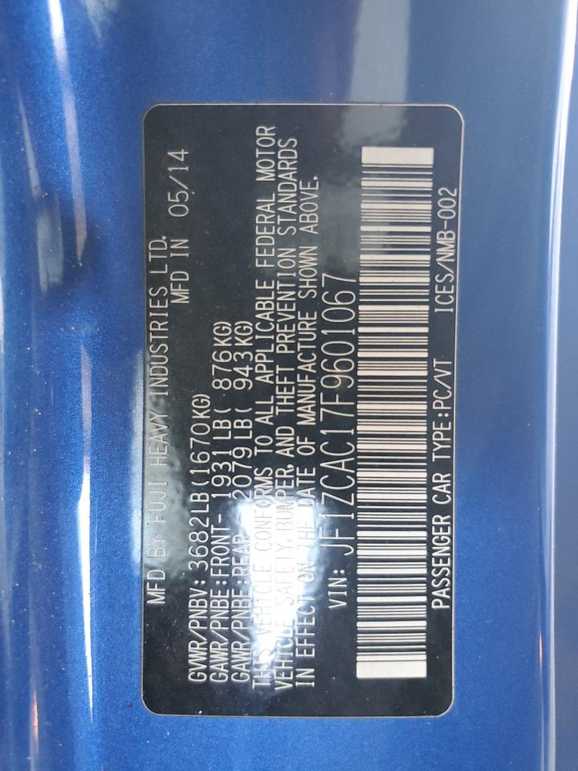 MFD BY FUJI HEAVY INDUSTRIES LTD.
MFD IN 05/14
GVWR/PNBV: 3682LB(1670KG)
GAWR/PNBE:FRONT- 1931LB( 876KG)
GAWR/PNBE:REAR - 2079LB( 943KG)
THIS VEHICLE CONFORMS TO ALL APPLICABLE FEDERAL MOTOR
VEHICLE SAFETY,BUMPER,AND THEFT PREVENTION STANDARDS
IN EFFECT ON THE DATE OF MANUFACTURE SHOWN ABOVE.
VIN: JF1ZCAC17F9601067
PASSENGER CAR TYPE:PC/VT ICES/NMB-002